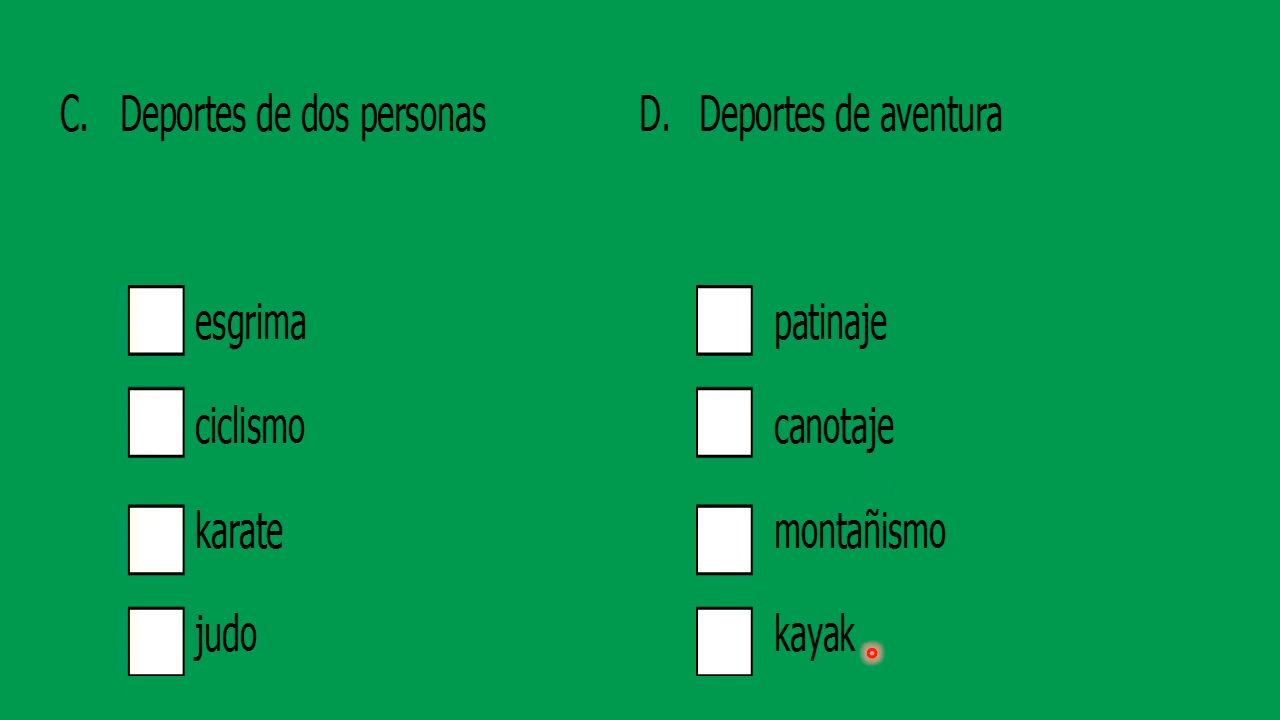 C. Deportes de dos personas
esgrima
ciclismo
karate
judo
D. Deportes de aventura
patinaje
canotaje
montañismo
kayak